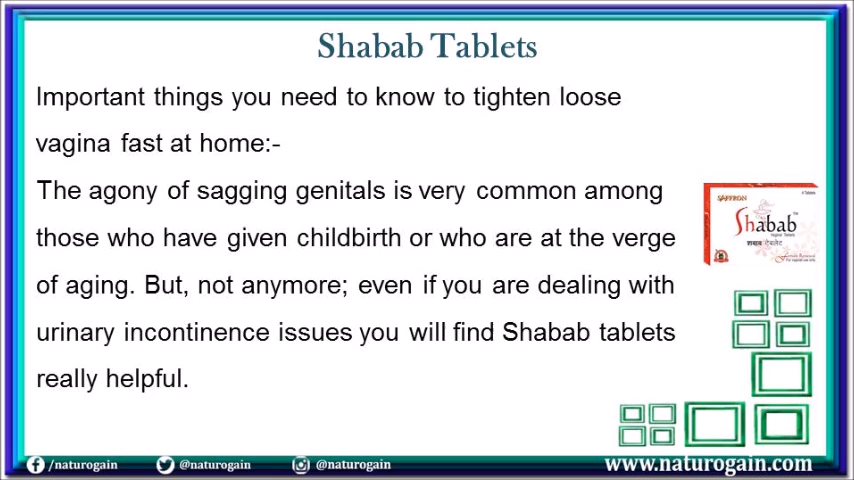 Shabab Tablets
Important things you need to know to tighten loose
vagina fast at home:-
The agony of sagging genitals is very common among
those who have given childbirth or who are at the verge
of aging. But, not anymore; even if you are dealing with
urinary incontinence issues you will find Shabab tablets
really helpful.
SAFFRON
Shabab
शबाब टेबलेट
/naturogain @naturogain @naturogain www.naturogain.com